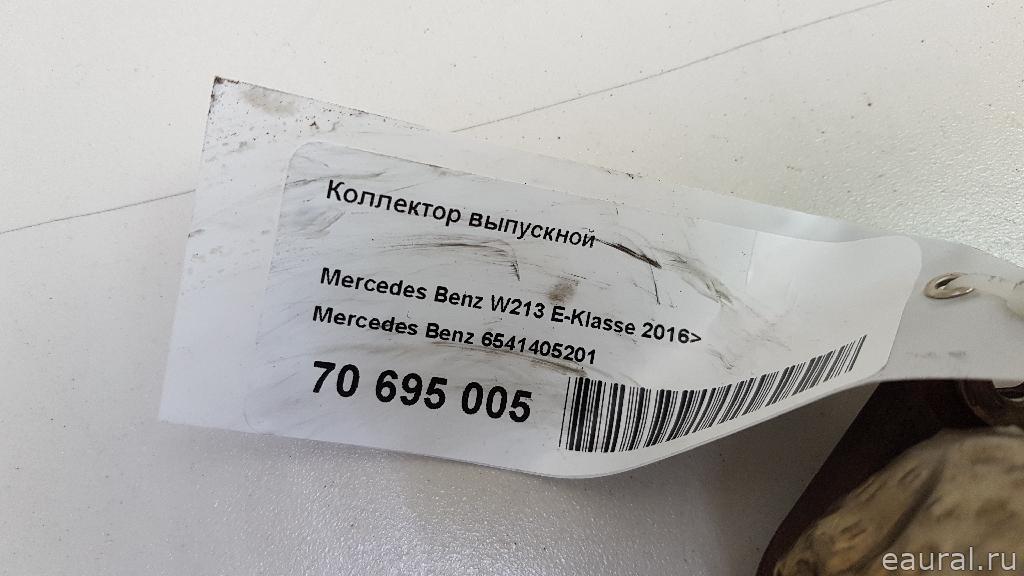 Коллектор выпускной
Mercedes Benz W213 E-Klasse 2016>
Mercedes Benz 6541405201
70 695 005
eaural.ru